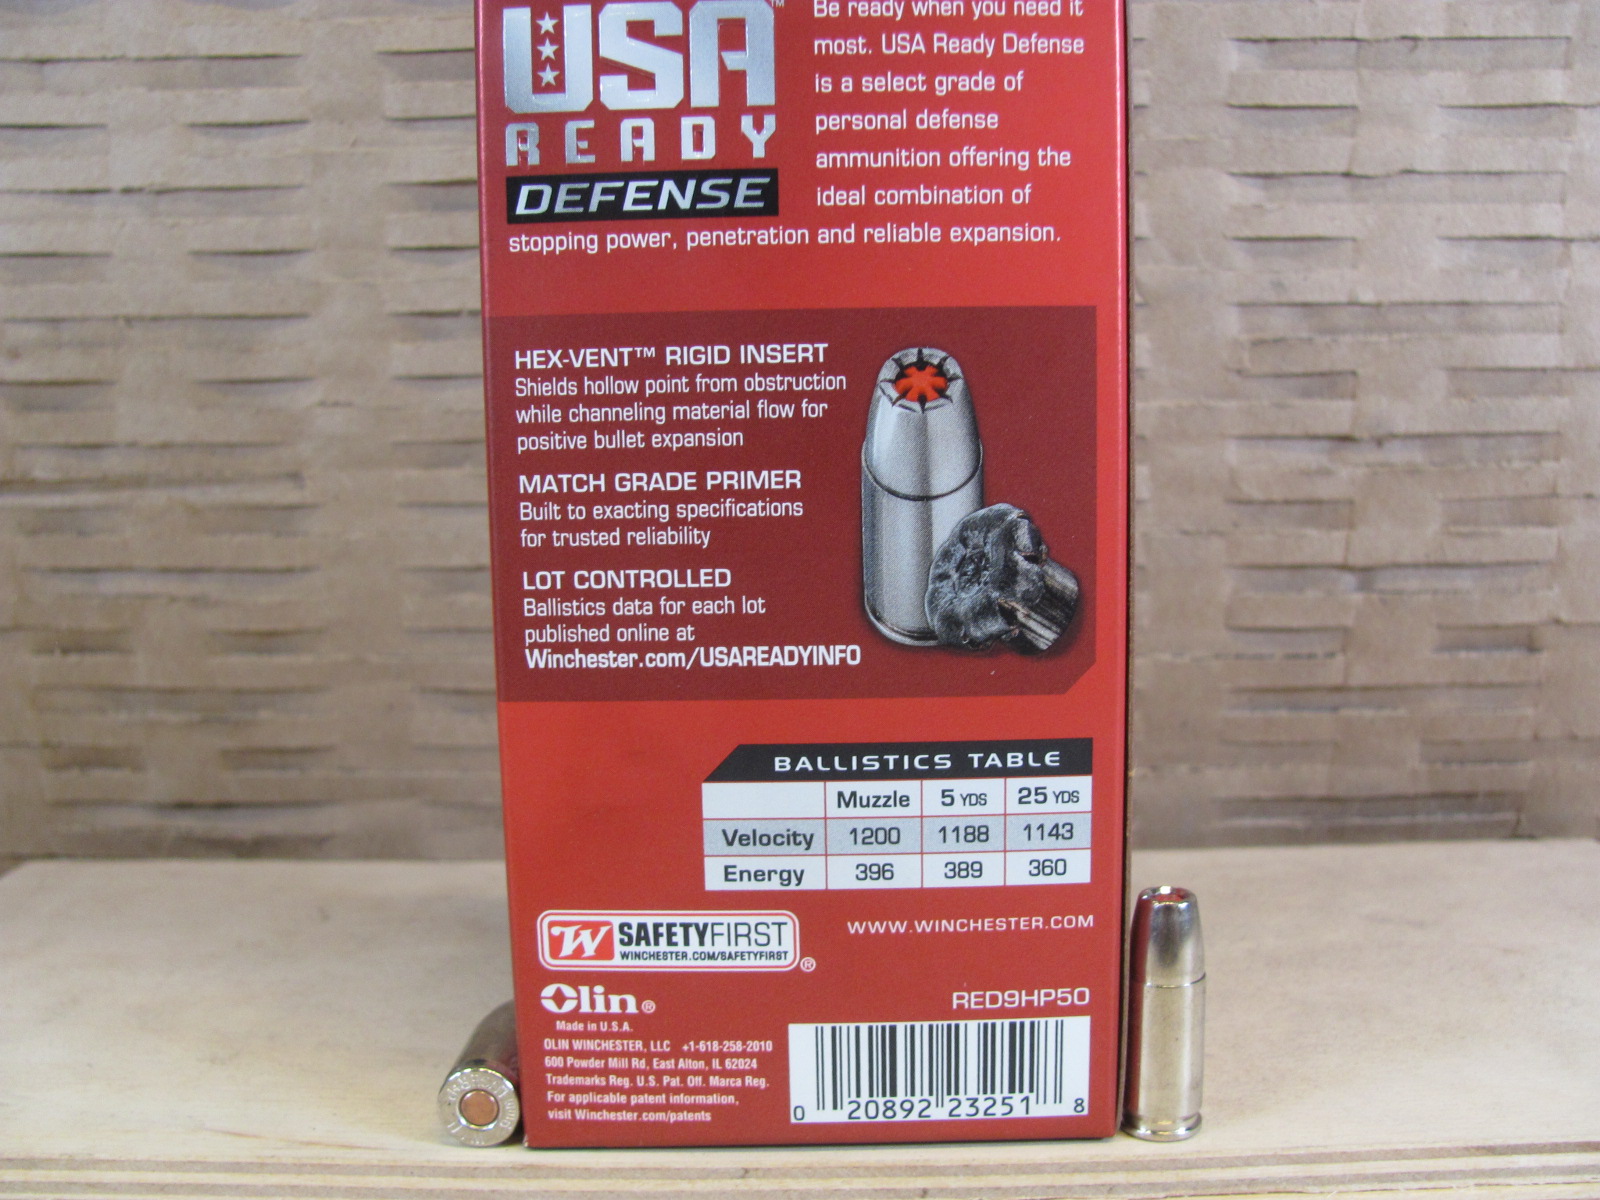 USA™
READY
DEFENSE
Be ready when you need it
most. USA Ready Defense
is a select grade of
personal defense
ammunition offering the
ideal combination of
stopping power, penetration and reliable expansion.
HEX-VENT™ RIGID INSERT
Shields hollow point from obstruction
while channeling material flow for
positive bullet expansion
MATCH GRADE PRIMER
Built to exacting specifications
for trusted reliability
LOT CONTROLLED
Ballistics data for each lot
published online at
Winchester.com/USAREADYINFO
BALLISTICS TABLE
Muzzle 5 YDS 25 YDS
Velocity 1200 1188 1143
Energy 396 389 360
W SAFETYFIRST
WINCHESTER.COM/SAFETYFIRST ®
WWW.WINCHESTER.COM
Olin®
Made in U.S.A.
OLIN WINCHESTER, LLC +1-618-258-2010
600 Powder Mill Rd, East Alton, IL 62024
Trademarks Reg. U.S. Pat. Off. Marca Reg.
For applicable patent information,
visit Winchester.com/patents
RED9HP50
0 20892 23251 8